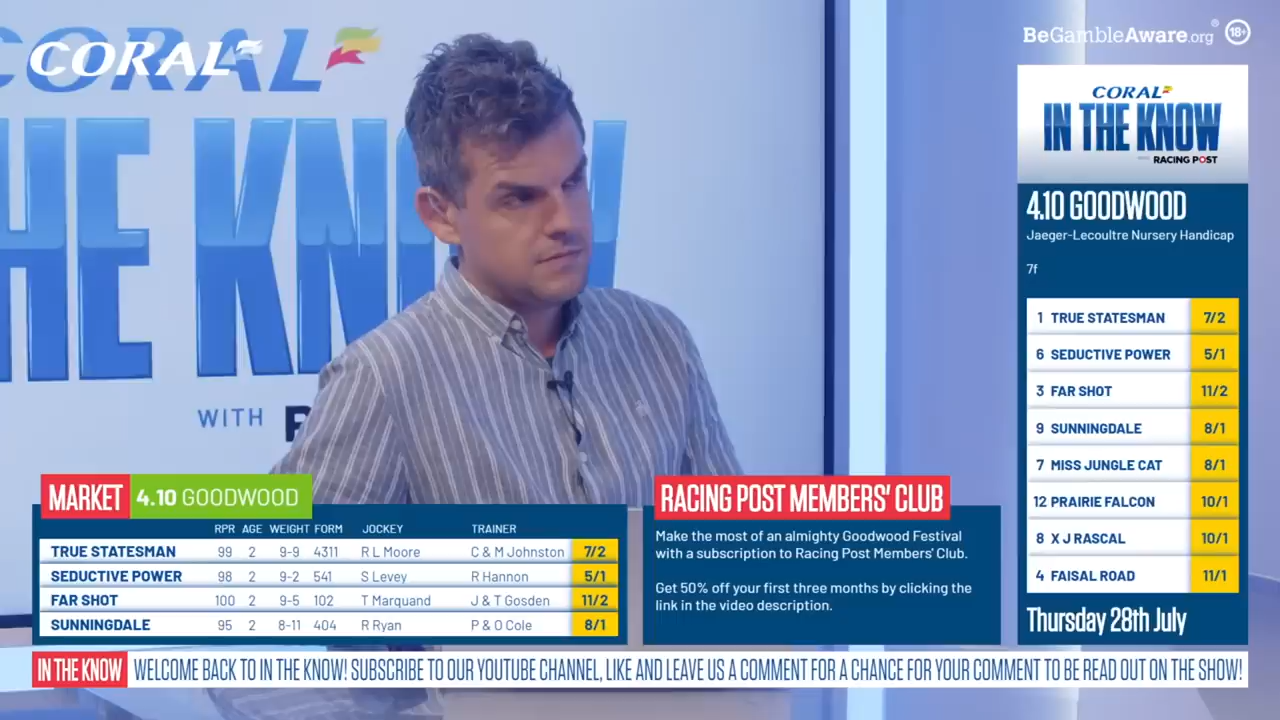 CORAL
CORAL
THE KNOW
WITH
BeGambleAware.org® 18+
CORAL
IN THE KNOW
WITH RACING POST
4.10 GOODWOOD
Jaeger-Lecoultre Nursery Handicap
7f
1 TRUE STATESMAN 7/2
6 SEDUCTIVE POWER 5/1
3 FAR SHOT 11/2
9 SUNNINGDALE 8/1
7 MISS JUNGLE CAT 8/1
12 PRAIRIE FALCON 10/1
8 X J RASCAL 10/1
4 FAISAL ROAD 11/1
Thursday 28th July
MARKET 4.10 GOODWOOD
RPR AGE WEIGHT FORM JOCKEY TRAINER
TRUE STATESMAN 99 2 9-9 4311 R L Moore C & M Johnston 7/2
SEDUCTIVE POWER 98 2 9-2 541 S Levey R Hannon 5/1
FAR SHOT 100 2 9-5 102 T Marquand J & T Gosden 11/2
SUNNINGDALE 95 2 8-11 404 R Ryan P & O Cole 8/1
RACING POST MEMBERS' CLUB
Make the most of an almighty Goodwood Festival
with a subscription to Racing Post Members' Club.
Get 50% off your first three months by clicking the
link in the video description.
IN THE KNOW WELCOME BACK TO IN THE KNOW! SUBSCRIBE TO OUR YOUTUBE CHANNEL, LIKE AND LEAVE US A COMMENT FOR A CHANCE FOR YOUR COMMENT TO BE READ OUT ON THE SHOW!